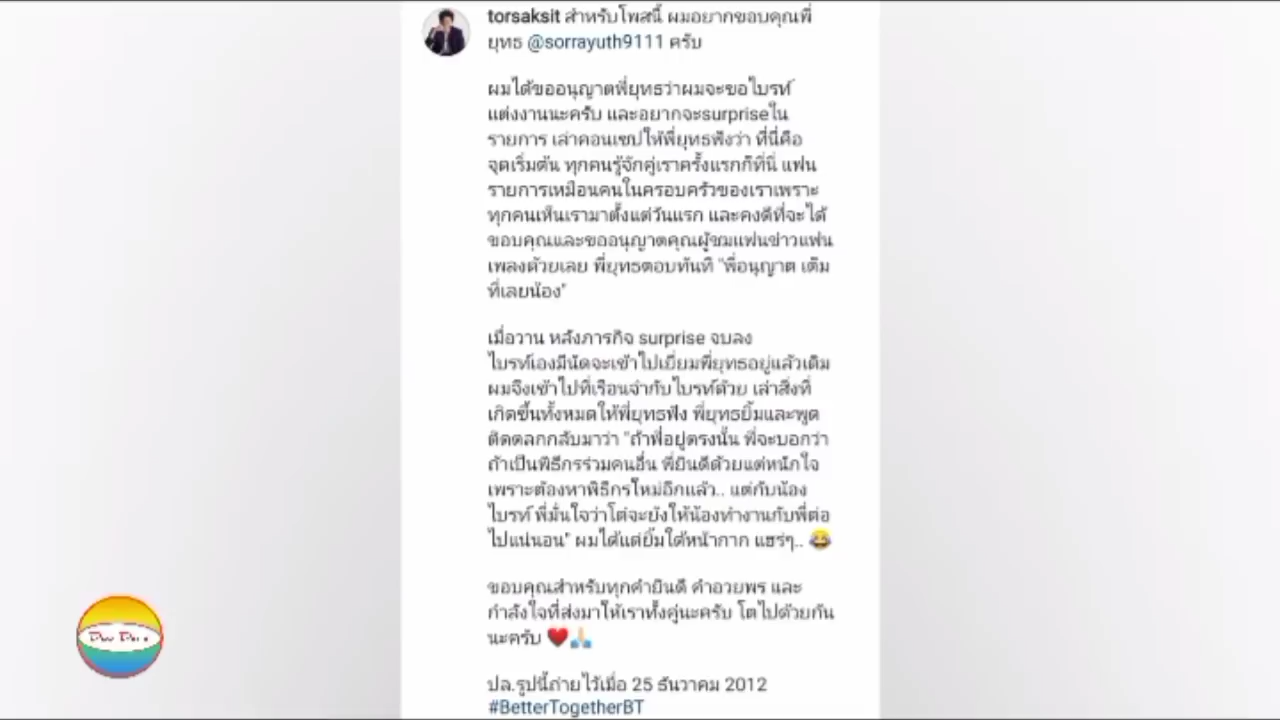 torsaksit สำหรับโพสนี้ ผมอยากขอบคุณพี่
ยุทธ @sorrayuth9111 ครับ
ผมได้ขออนุญาตพี่ยุทธว่าผมจะขอไบรท์
แต่งงานนะครับ และอยากจะsurpriseใน
รายการ เล่าคอนเซปให้พี่ยุทธฟังว่า ที่นี่คือ
จุดเริ่มต้น ทุกคนรู้จักคู่เราครั้งแรกก็ที่นี่ แฟน
รายการเหมือนคนในครอบครัวของเราเพราะ
ทุกคนเห็นเรามาตั้งแต่วันแรก และคงดีที่จะได้
ขอบคุณและขออนุญาตคุณผู้ชมแฟนข่าวแฟน
เพลงด้วยเลย พี่ยุทธตอบทันที "พี่อนุญาต เต็ม
ที่เลยน้อง"
เมื่อวาน หลังภารกิจ surprise จบลง
ไบรท์เองมีนัดจะเข้าไปเยี่ยมพี่ยุทธอยู่แล้วเดิม
ผมจึงเข้าไปที่เรือนจำกับไบรท์ด้วย เล่าสิ่งที่
เกิดขึ้นทั้งหมดให้พี่ยุทธฟัง พี่ยุทธยิ้มและพูด
ติดตลกกลับมาว่า "ถ้าพี่อยู่ตรงนั้น พี่จะบอกว่า
ถ้าเป็นพิธีกรร่วมคนอื่น พี่ยินดีด้วยแต่หนักใจ
เพราะต้องหาพิธีกรใหม่อีกแล้ว.. แต่กับน้อง
ไบรท์ พี่มั่นใจว่าโต๋จะยังให้น้องทำงานกับพี่ต่อ
ไปแน่นอน" ผมได้แต่ยิ้มใต้หน้ากาก แฮร่ๆ.. 😂
ขอบคุณสำหรับทุกคำยินดี คำอวยพร และ
กำลังใจที่ส่งมาให้เราทั้งคู่นะครับ โตไปด้วยกัน
นะครับ ❤️🙏🏻
ปล.รูปนี้ถ่ายไว้เมื่อ 25 ธันวาคม 2012
#BetterTogetherBT